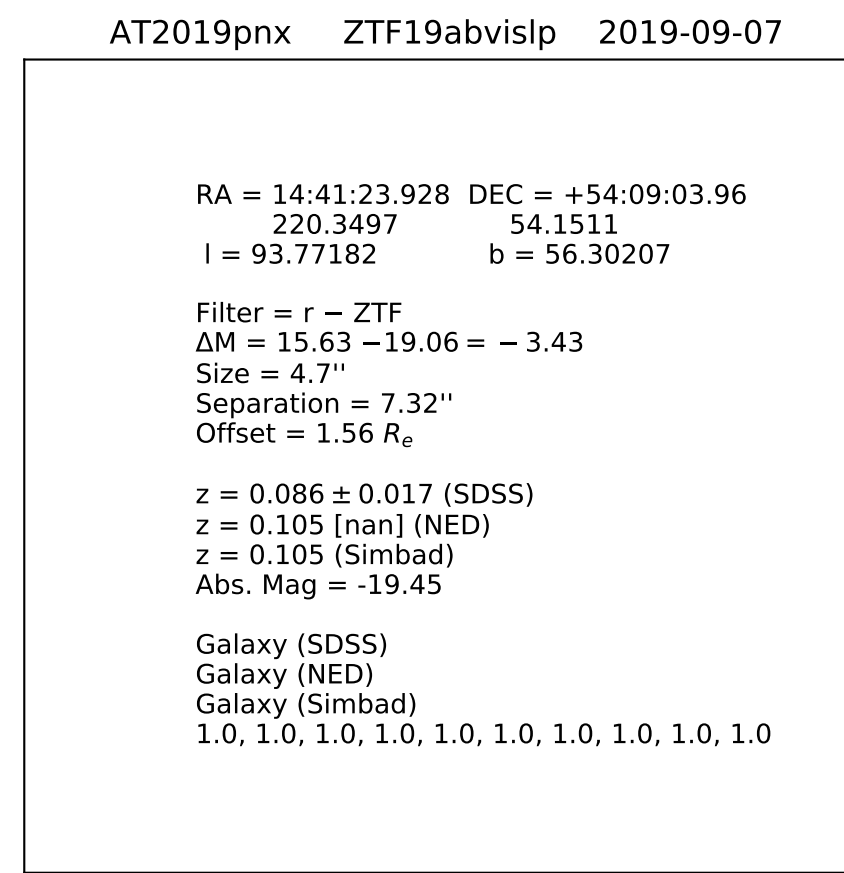 AT2019pnx ZTF19abvislp 2019-09-07
RA = 14:41:23.928 DEC = +54:09:03.96
220.3497 54.1511
l = 93.77182 b = 56.30207
Filter = r − ZTF
ΔM = 15.63 −19.06 = − 3.43
Size = 4.7''
Separation = 7.32''
Offset = 1.56 Re
z = 0.086 ± 0.017 (SDSS)
z = 0.105 [nan] (NED)
z = 0.105 (Simbad)
Abs. Mag = -19.45
Galaxy (SDSS)
Galaxy (NED)
Galaxy (Simbad)
1.0, 1.0, 1.0, 1.0, 1.0, 1.0, 1.0, 1.0, 1.0, 1.0